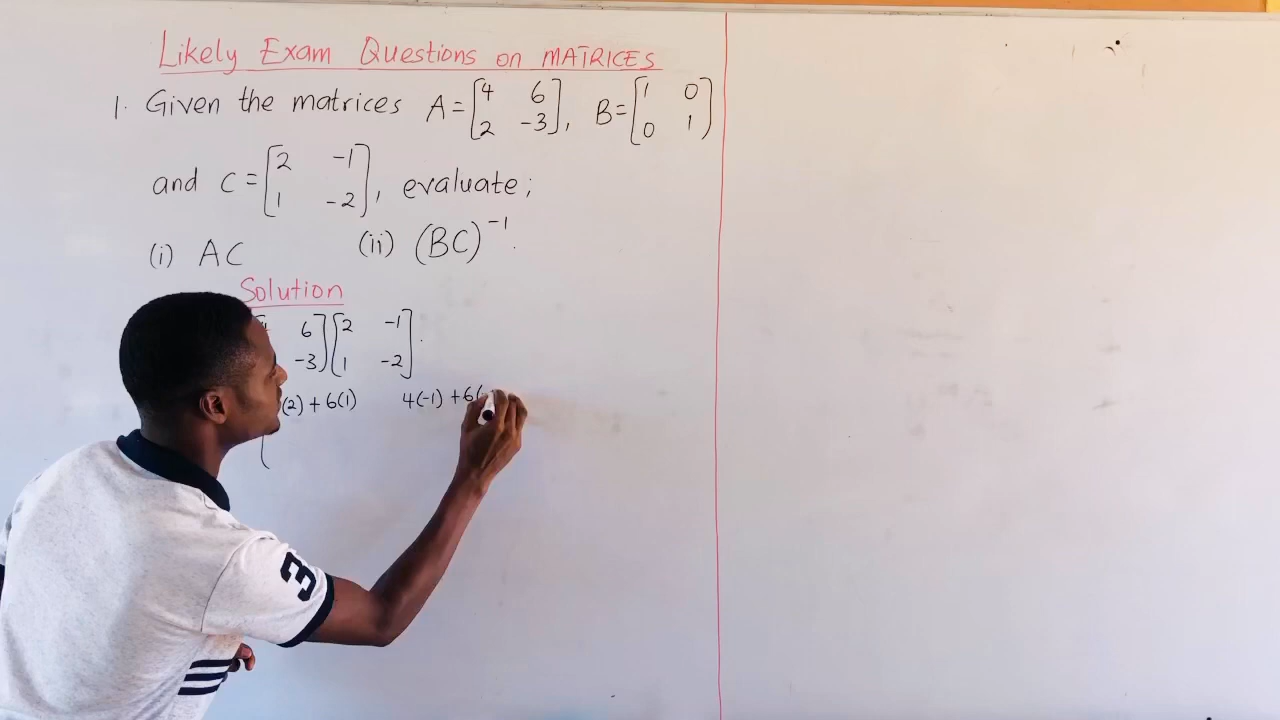 Likely Exam Questions on MATRICES
1. Given the matrices A = [4 6 2 -3], B = [1 0 0 1]
and C = [2 -1 1 -2], evaluate;
(i) AC (ii) (BC)⁻¹.
Solution
6 ] [2 -1
-3 ] [1 -2 ] .
(2) + 6(1) 4(-1) + 6(
3